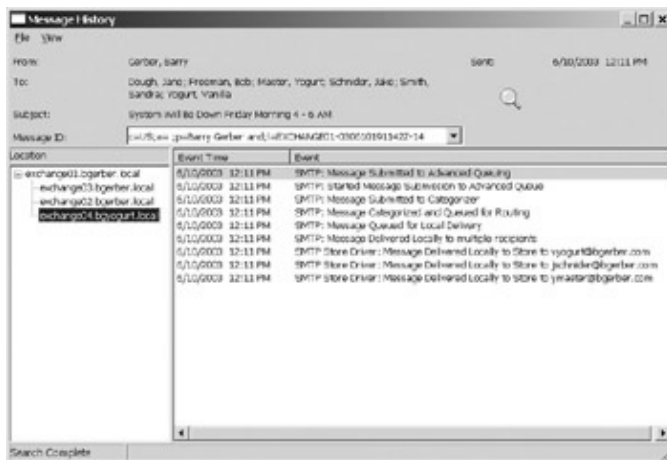 Message History
File View
From: Gerber, Barry Sent: 6/10/2003 12:11 PM
To: Dough, Jane; Freeman, Bob; Master, Yogurt; Schnider, Jake; Smith,
Sandra; Yogurt, Vanilla
Subject: System Will Be Down Friday Morning 4 - 6 AM
Message ID: Gerber
Location Event Time Event
exchange01.bgerber.local 6/10/2003 12:11 PM SMTP: Message Submitted to Advanced Queuing
exchange03.bgerber.local 6/10/2003 12:11 PM SMTP: Started Message Submission to Advanced Queue
exchange02.bgerber.local 6/10/2003 12:11 PM SMTP: Message Submitted to Categorizer
exchange04.bgyogurt.local 6/10/2003 12:11 PM SMTP: Message Categorized and Queued for Routing
6/10/2003 12:11 PM SMTP: Message Queued for Local Delivery
6/10/2003 12:11 PM SMTP: Message Delivered Locally to multiple recipients
6/10/2003 12:11 PM SMTP Store Driver: Message Delivered Locally to Store to vyogurt@bgerber.com
6/10/2003 12:11 PM SMTP Store Driver: Message Delivered Locally to Store to jschnider@bgerber.com
6/10/2003 12:11 PM SMTP Store Driver: Message Delivered Locally to Store to ymaster@bgerber.com
Search Complete